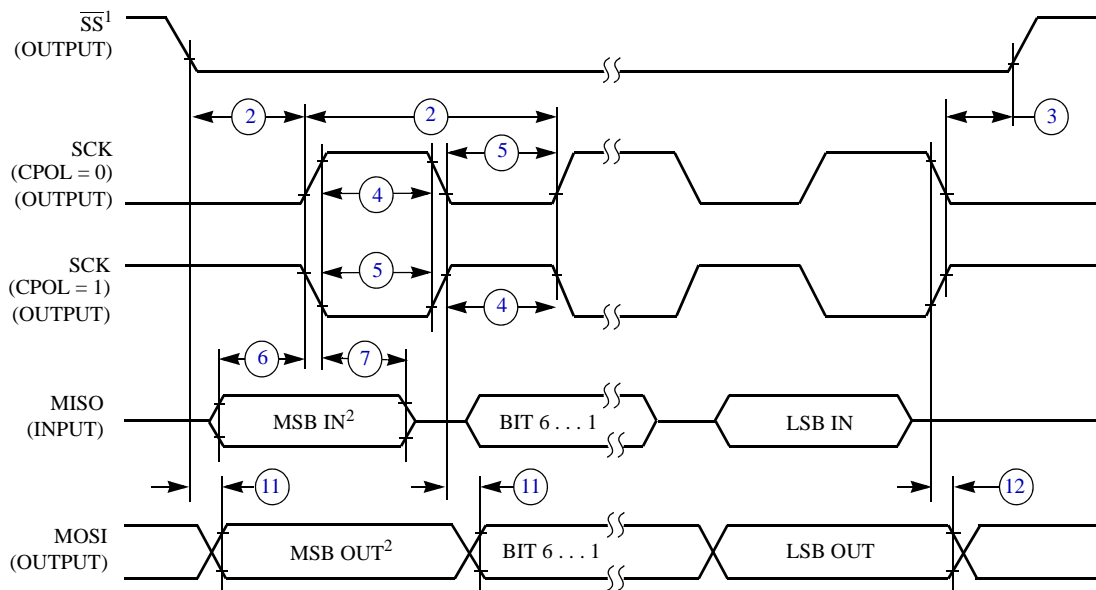 SS¹
(OUTPUT)
2
2
3
SCK
(CPOL = 0)
(OUTPUT)
5
4
SCK
(CPOL = 1)
(OUTPUT)
5
4
6
7
MISO
(INPUT)
MSB IN²
BIT 6 . . . 1
LSB IN
11
11
12
MOSI
(OUTPUT)
MSB OUT²
BIT 6 . . . 1
LSB OUT